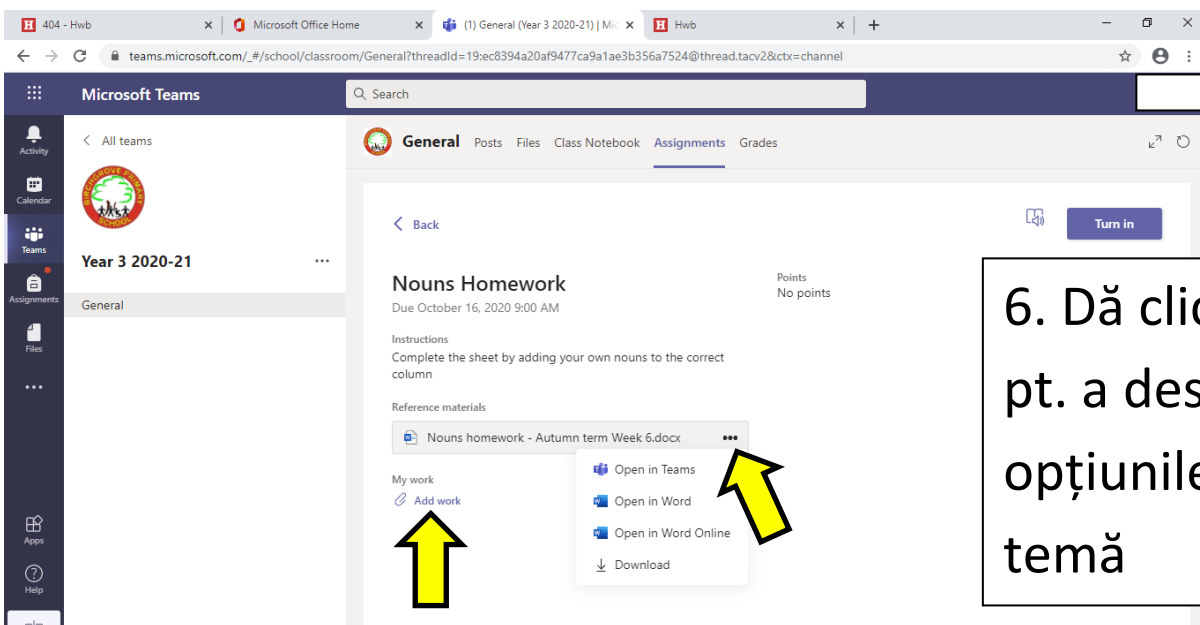 404 - Hwb
Microsoft Office Home
(1) General (Year 3 2020-21) | Mic
Hwb
teams.microsoft.com/_#/school/classroom/General?threadId=19:ec8394a20af9477ca9a1ae3b356a7524@thread.tacv2&ctx=channel
Microsoft Teams
Search
Activity
Calendar
Teams
Assignments
Files
Apps
Help
All teams
BIRCHGROVE PRIMARY
SCHOOL
Year 3 2020-21
General
General Posts Files Class Notebook Assignments Grades
Back
Turn in
Nouns Homework
Due October 16, 2020 9:00 AM
Points
No points
Instructions
Complete the sheet by adding your own nouns to the correct
column
Reference materials
Nouns homework - Autumn term Week 6.docx
Open in Teams
Open in Word
Open in Word Online
Download
My work
Add work
6. Dă clic
pt. a des
opțiunile
temă